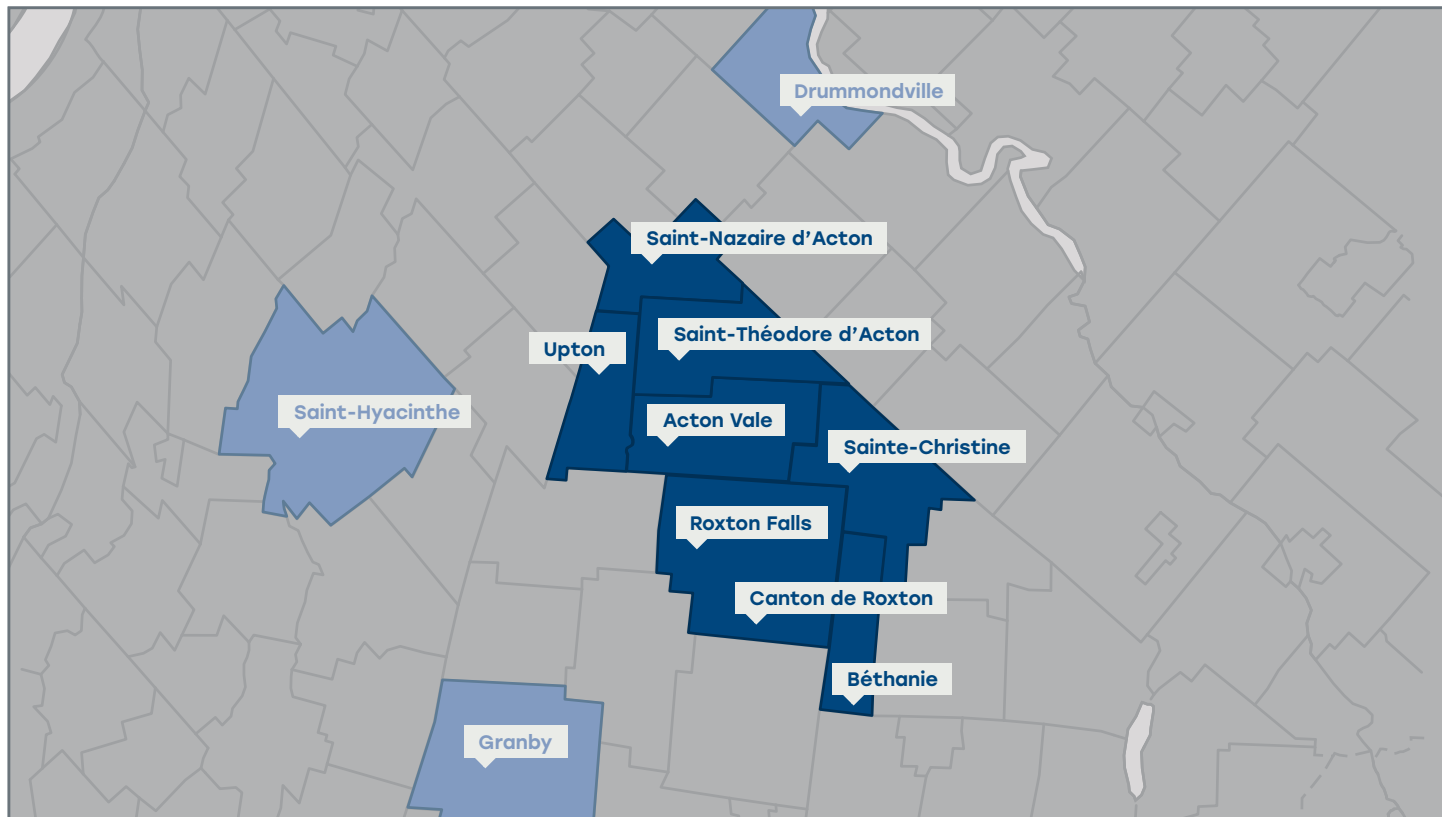 Drummondville
Saint-Nazaire d’Acton
Saint-Théodore d’Acton
Upton
Saint-Hyacinthe
Acton Vale
Sainte-Christine
Roxton Falls
Canton de Roxton
Béthanie
Granby